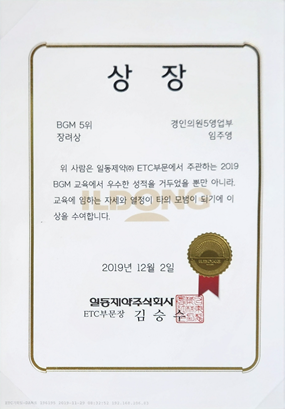 상 장
BGM 5위
장려상
경인의원5영업부
임주영
위 사람은 일동제약㈜ ETC부문에서 주관하는 2019
BGM 교육에서 우수한 성적을 거두었을 뿐만 아니라,
교육에 임하는 자세와 열정이 타의 모범이 되기에 이
상을 수여합니다.
ILDONG
2019년 12월 2일
일동제약주식회사
ETC부문장 김 승 수